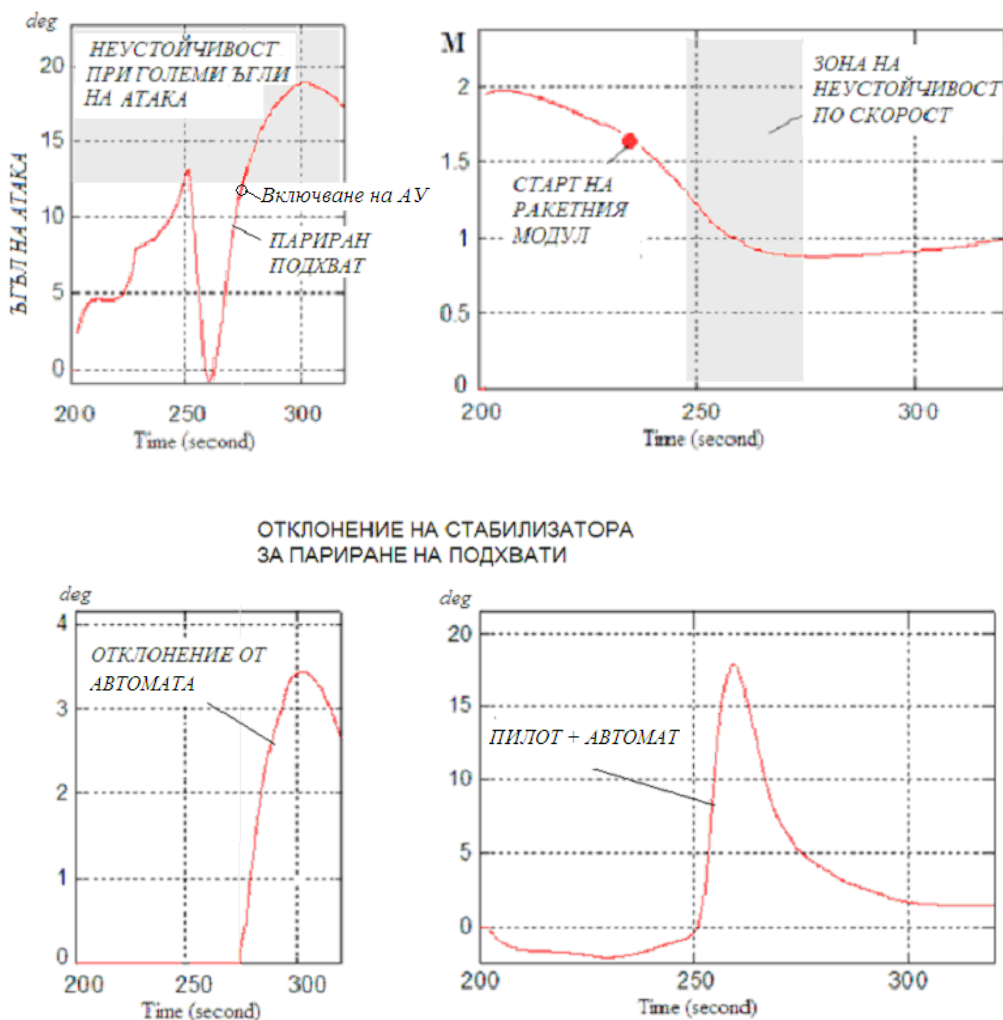 deg
НЕУСТОЙЧИВОСТ
ПРИ ГОЛЕМИ ЪГЛИ
НА АТАКА
20
15
10
5
0
ЪГЪЛ НА АТАКА
Включване на АУ
ПАРИРАН
ПОДХВАТ
200
250
300
Time (second)
M
2
1.5
1
0.5
0
ЗОНА НА
НЕУСТОЙЧИВОСТ
ПО СКОРОСТ
СТАРТ НА
РАКЕТНИЯ
МОДУЛ
200
250
300
Time (second)
ОТКЛОНЕНИЕ НА СТАБИЛИЗАТОРА
ЗА ПАРИРАНЕ НА ПОДХВАТИ
deg
4
3
2
1
0
ОТКЛОНЕНИЕ ОТ
АВТОМАТА
200
250
300
Time (second)
deg
20
15
10
5
0
ПИЛОТ + АВТОМАТ
200
250
300
Time (second)